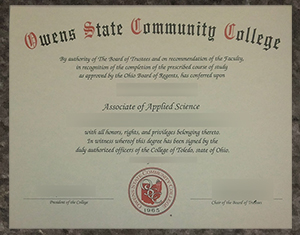 Owens State Community College
By authority of The Board of Trustees and on recommendation of the Faculty,
in recognition of the completion of the prescribed course of study
as approved by the Ohio Board of Regents, has conferred upon
Associate of Applied Science
with all honors, rights, and privileges belonging thereto.
In witness whereof this degree has been signed by the
duly authorized officers of the College of Toledo, state of Ohio.
1965
President of the College
Chair of the Board of Trustees